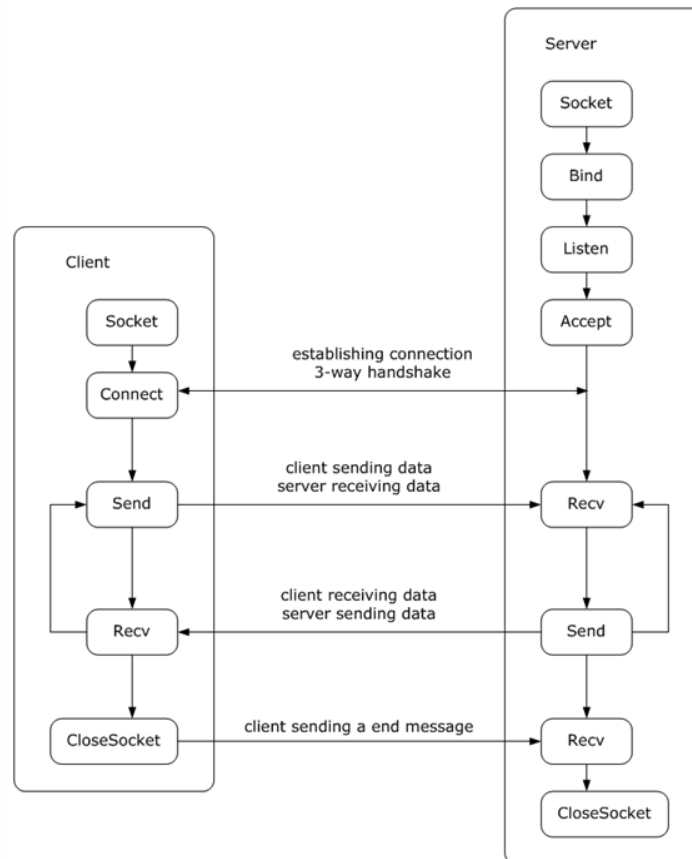 Server
Socket
Bind
Listen
Accept
Client
Socket
Connect
establishing connection
3-way handshake
Send
client sending data
server receiving data
Recv
Recv
client receiving data
server sending data
Send
CloseSocket
client sending a end message
Recv
CloseSocket